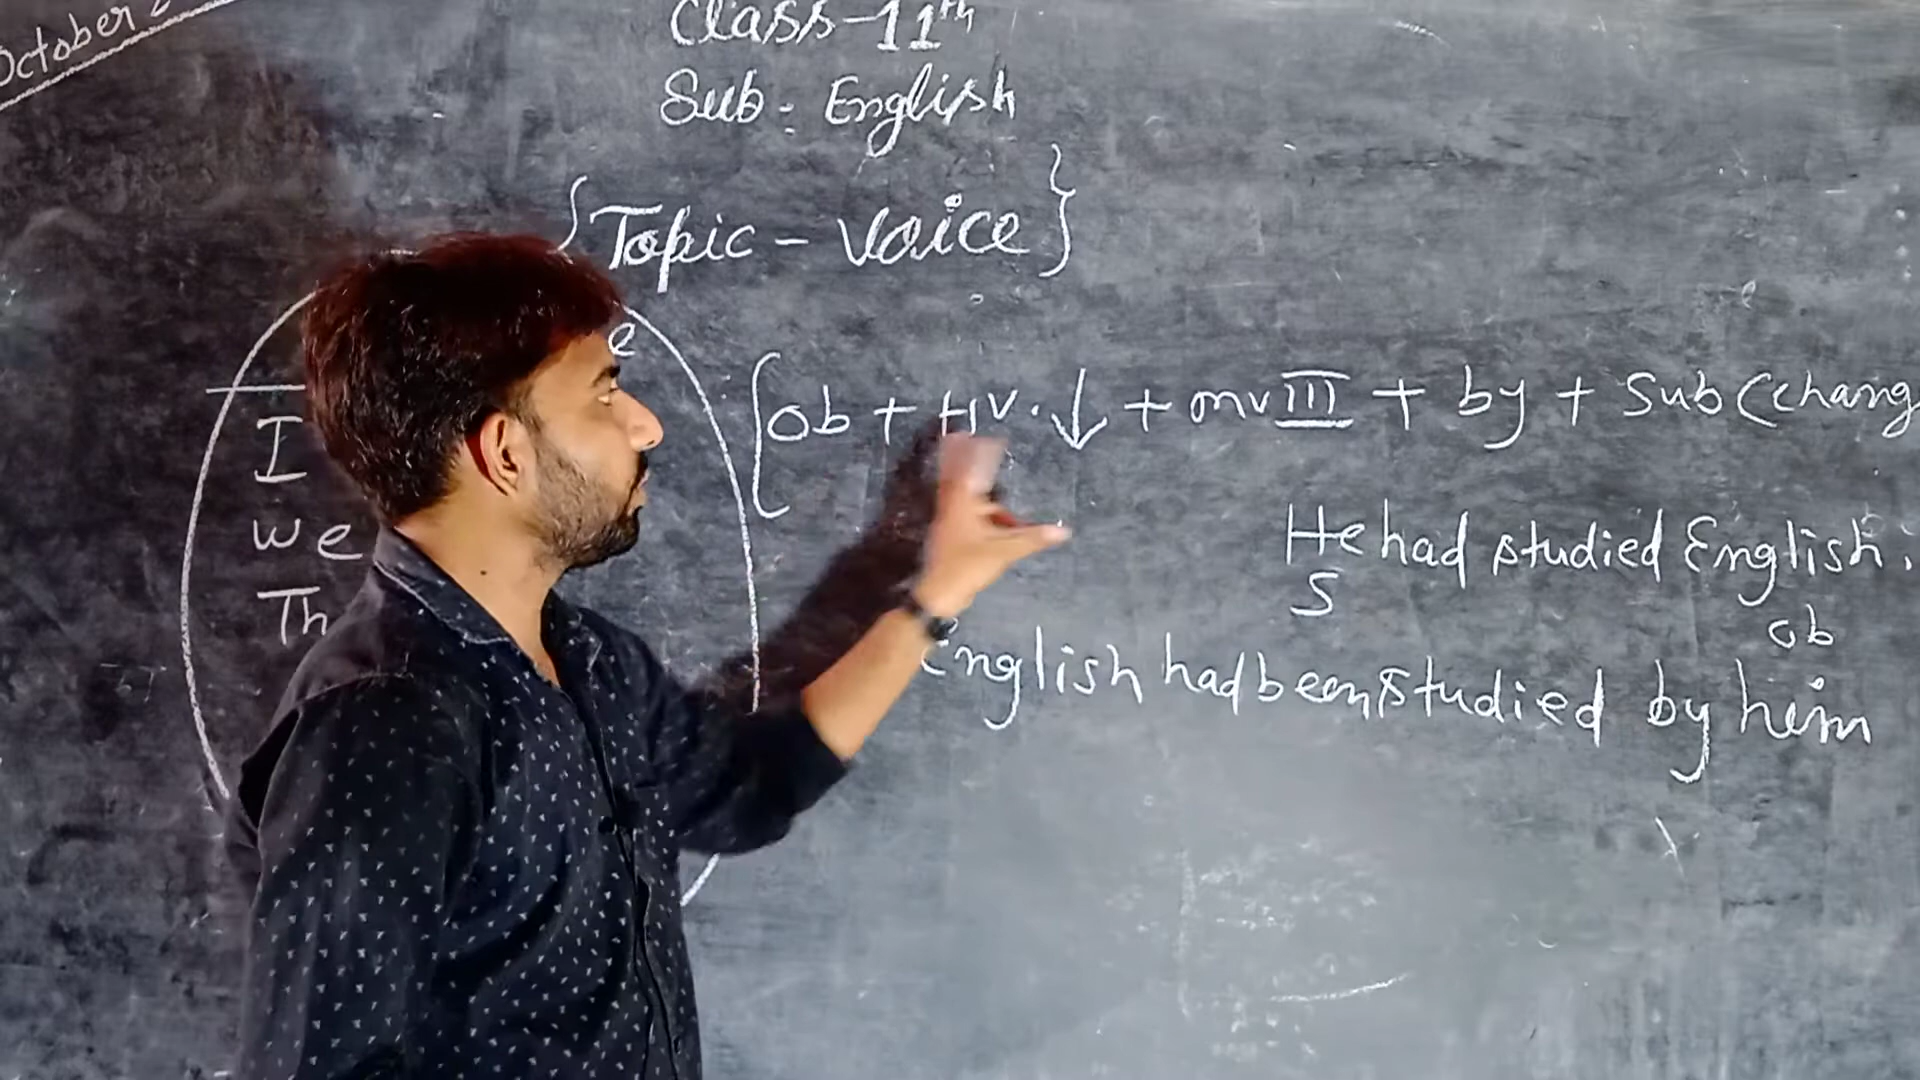 October
Class-11th
Sub: English
{Topic - Voice}
e
I
we
Th
[ob + HV. ↓ + mv III + by + Sub (chang
He had studied English.
S
ob
English had been studied by him